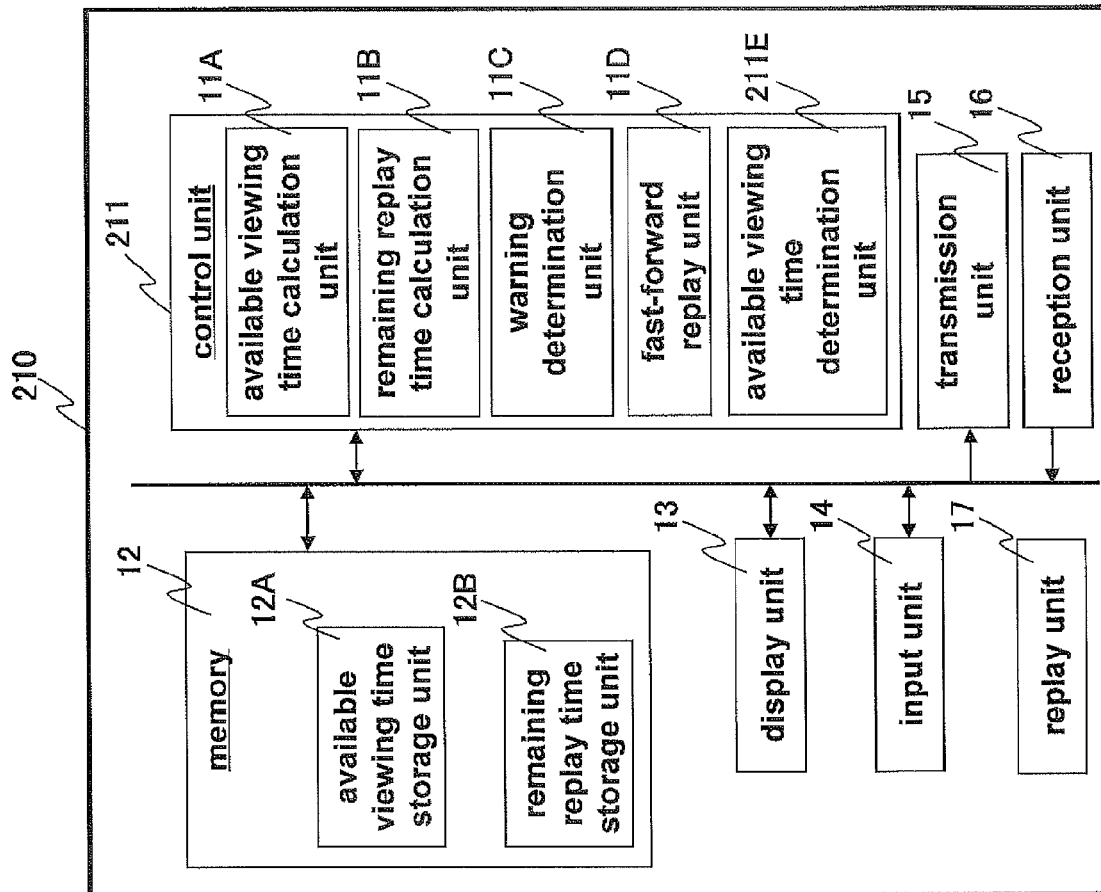 210
211
control unit
available viewing
time calculation
unit
11A
remaining replay
time calculation
unit
11B
warning
determination
unit
11C
fast-forward
replay unit
11D
available viewing
time
determination
unit
211E
transmission
unit
15
reception unit
16
memory
12
available
viewing time
storage unit
12A
remaining
replay time
storage unit
12B
display unit
13
input unit
14
replay unit
17